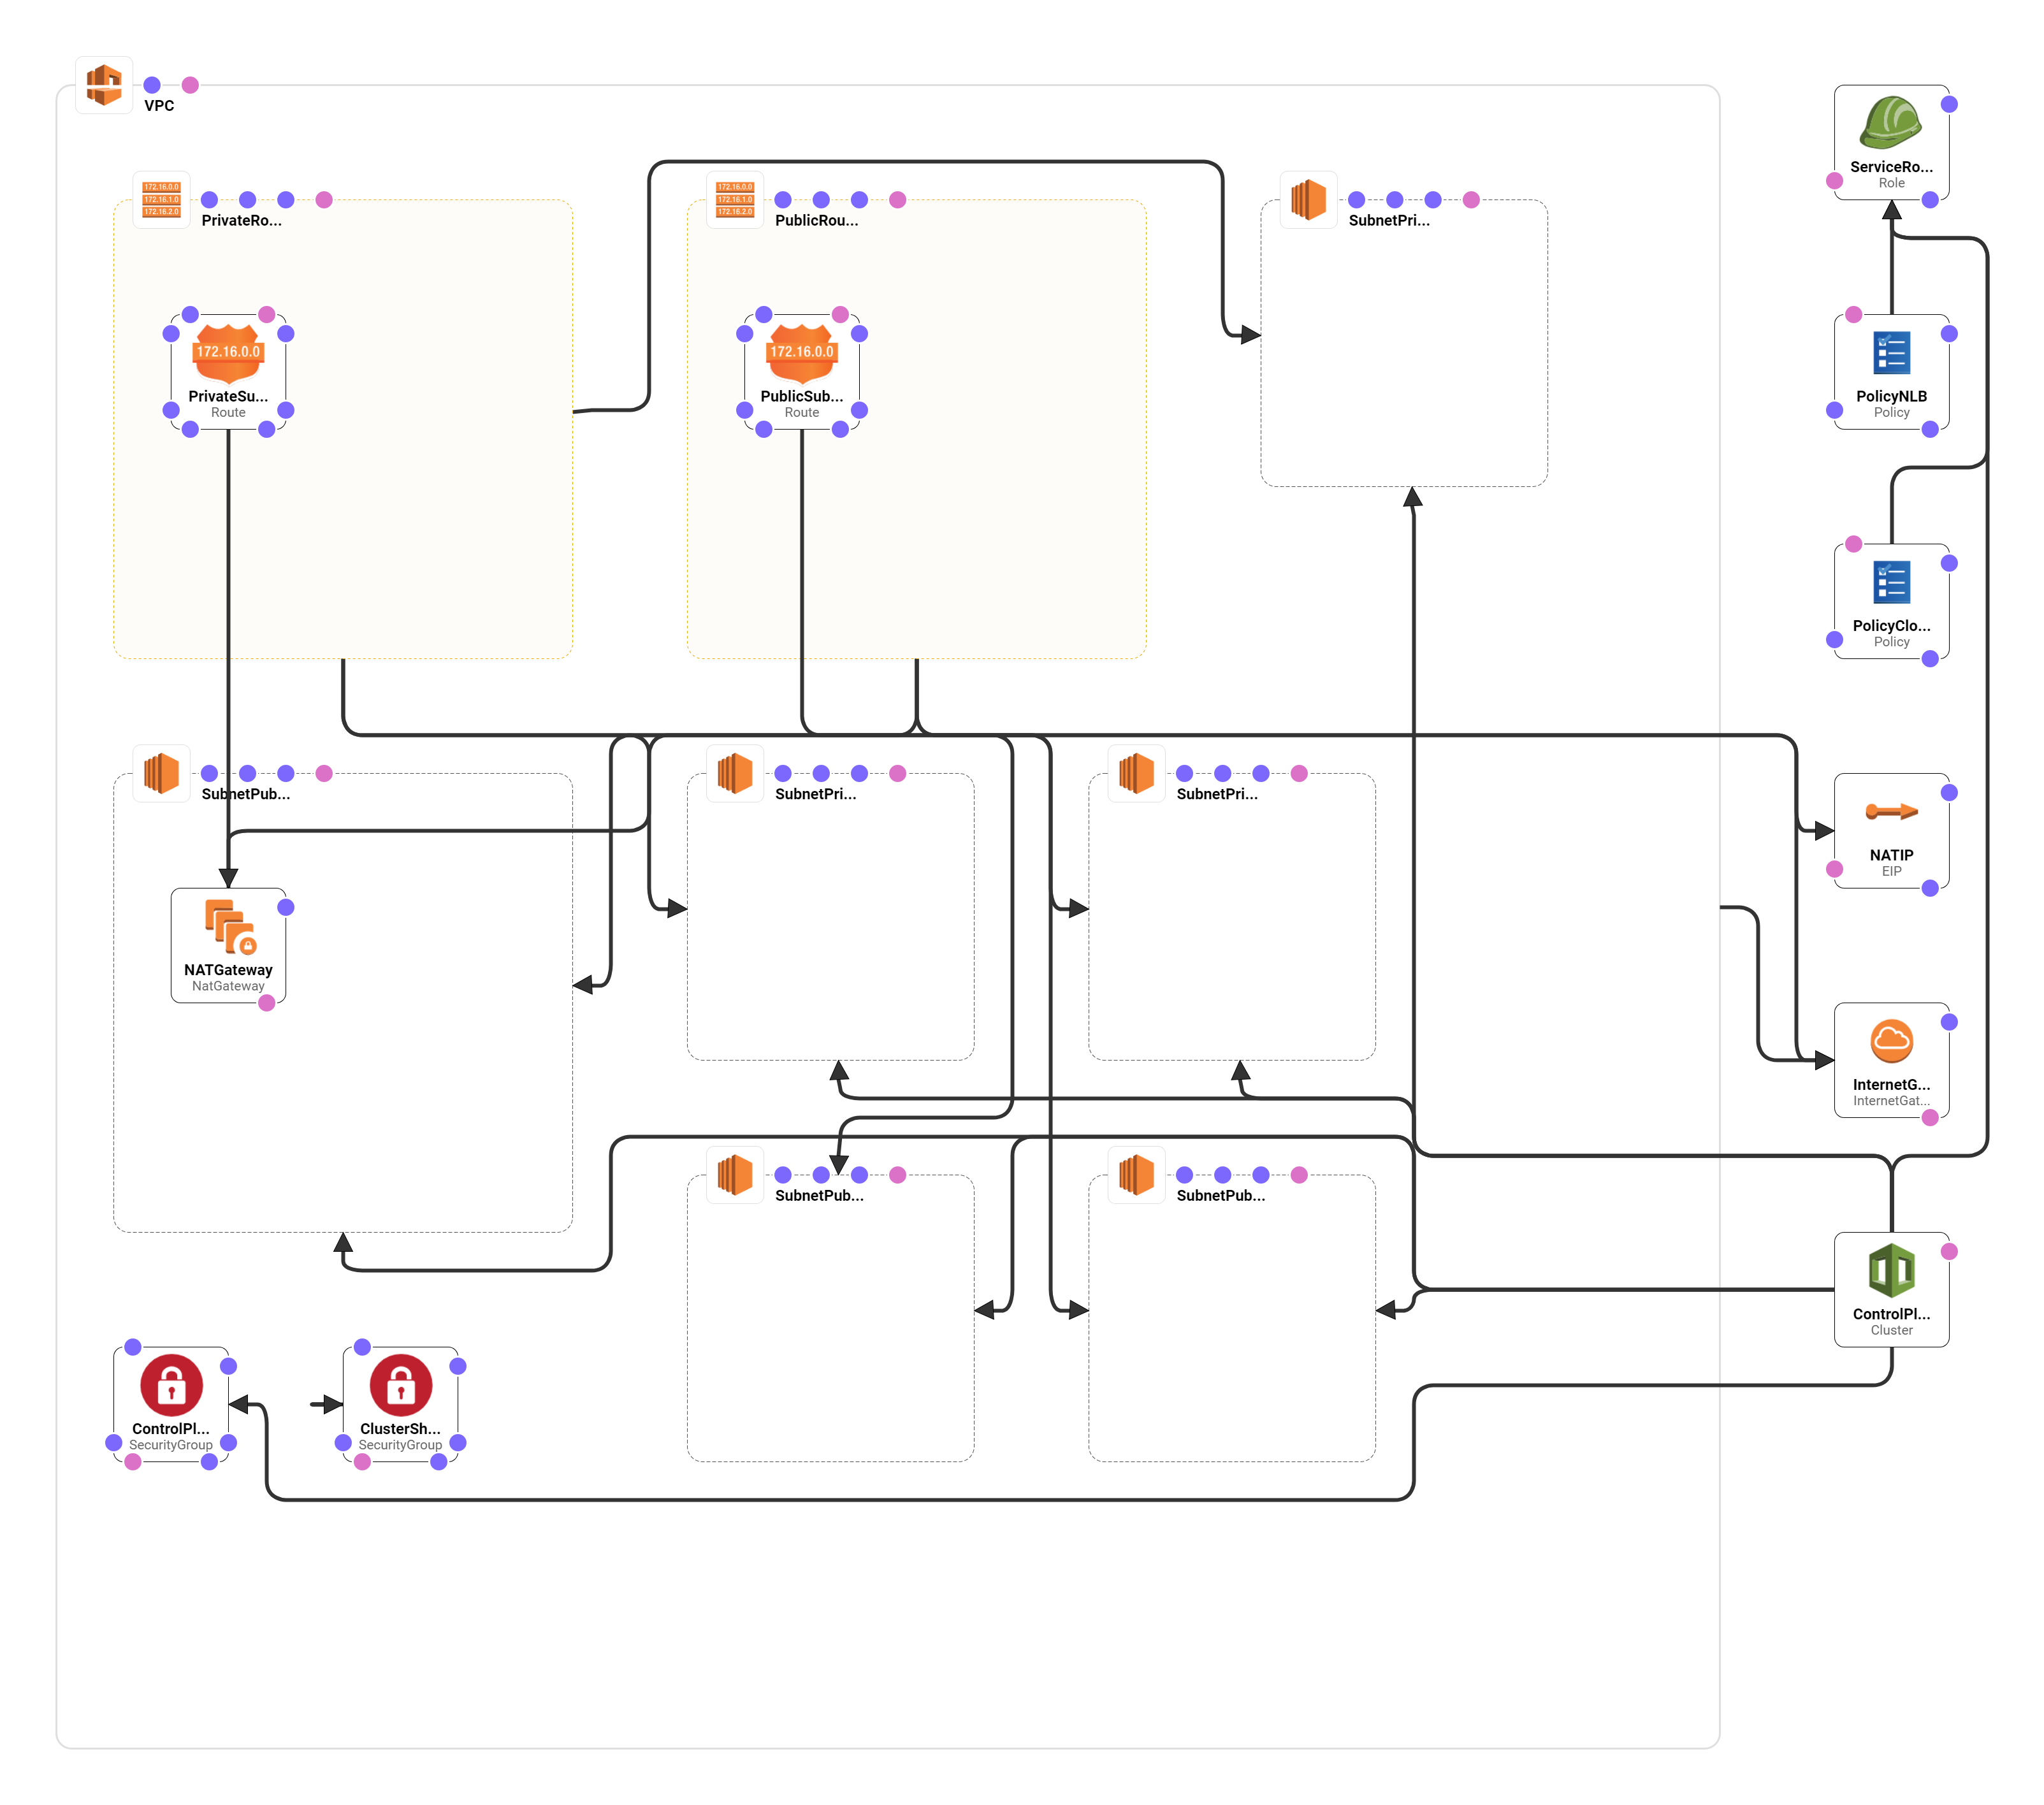 VPC
172.16.0.0
172.16.1.0
172.16.2.0
PrivateRo...
172.16.0.0
172.16.1.0
172.16.2.0
PublicRou...
SubnetPri...
ServiceRo...
Role
172.16.0.0
PrivateSu...
Route
172.16.0.0
PublicSub...
Route
PolicyNLB
Policy
PolicyClo...
Policy
SubnetPub...
SubnetPri...
SubnetPri...
NATIP
EIP
NATGateway
NatGateway
InternetG...
InternetGat...
SubnetPub...
SubnetPub...
ControlPl...
Cluster
ControlPl...
SecurityGroup
ClusterSh...
SecurityGroup